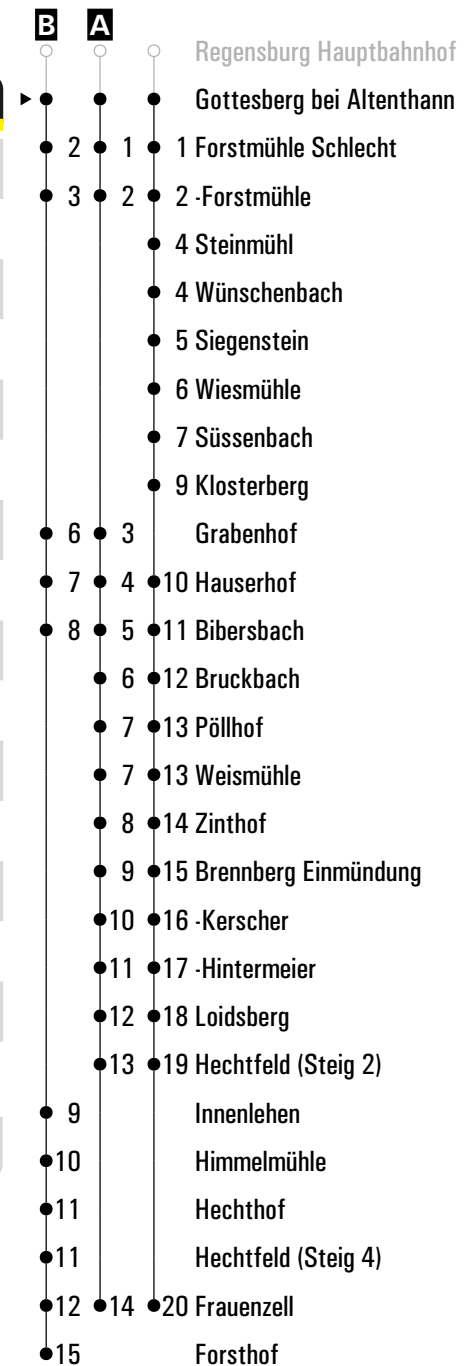 B A
Regensburg Hauptbahnhof
Gottesberg bei Altenthann
2 1 1 Forstmühle Schlecht
3 2 2 -Forstmühle
4 Steinmühl
4 Wünschenbach
5 Siegenstein
6 Wiesmühle
7 Süssenbach
9 Klosterberg
6 3 Grabenhof
7 4 10 Hauserhof
8 5 11 Bibersbach
6 12 Bruckbach
7 13 Pöllhof
7 13 Weismühle
8 14 Zinthof
9 15 Brennberg Einmündung
10 16 -Kerscher
11 17 -Hintermeier
12 18 Loidsberg
13 19 Hechtfeld (Steig 2)
9 Innenlehen
10 Himmelmühle
11 Hechthof
11 Hechtfeld (Steig 4)
12 14 20 Frauenzell
15 Forsthof